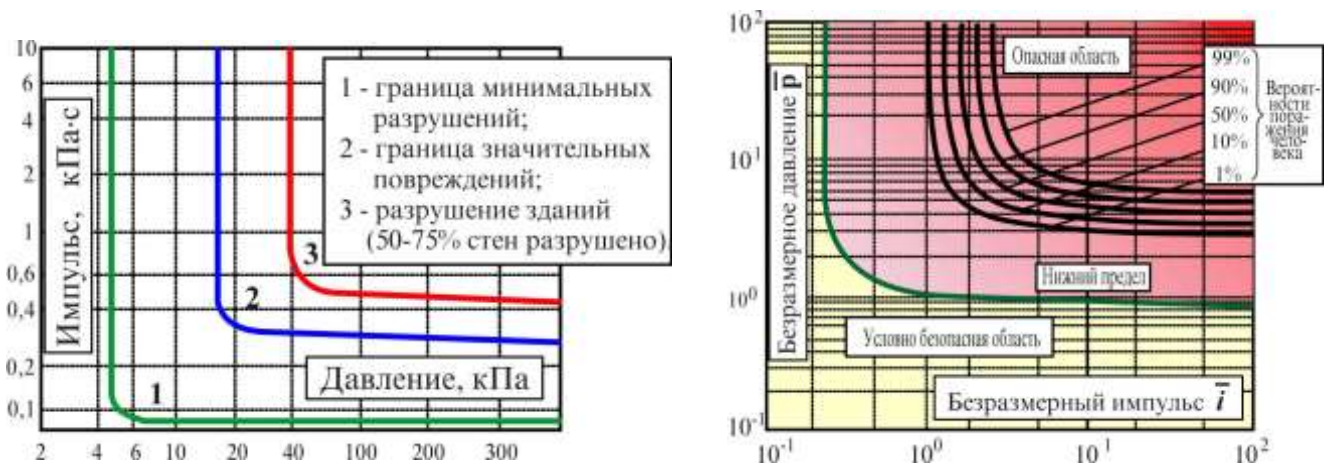 10
6
4
2
1
0,6
0,4
0,2
0,1
Импульс, кПа·с
1 - граница минимальных
разрушений;
2 - граница значительных
повреждений;
3 - разрушение зданий
(50-75% стен разрушено).
3
2
1
Давление, кПа
2 4 6 10 20 40 100 200 300
10²
10¹
10⁰
10⁻¹
Безразмерное давление p̅
Опасная область
99%
90%
50%
10%
1%
Вероят-
ности
пора-
жения
чело-
века
Нижний предел
Условно безопасная область
Безразмерный импульс i̅
10⁻¹ 10⁰ 10¹ 10²